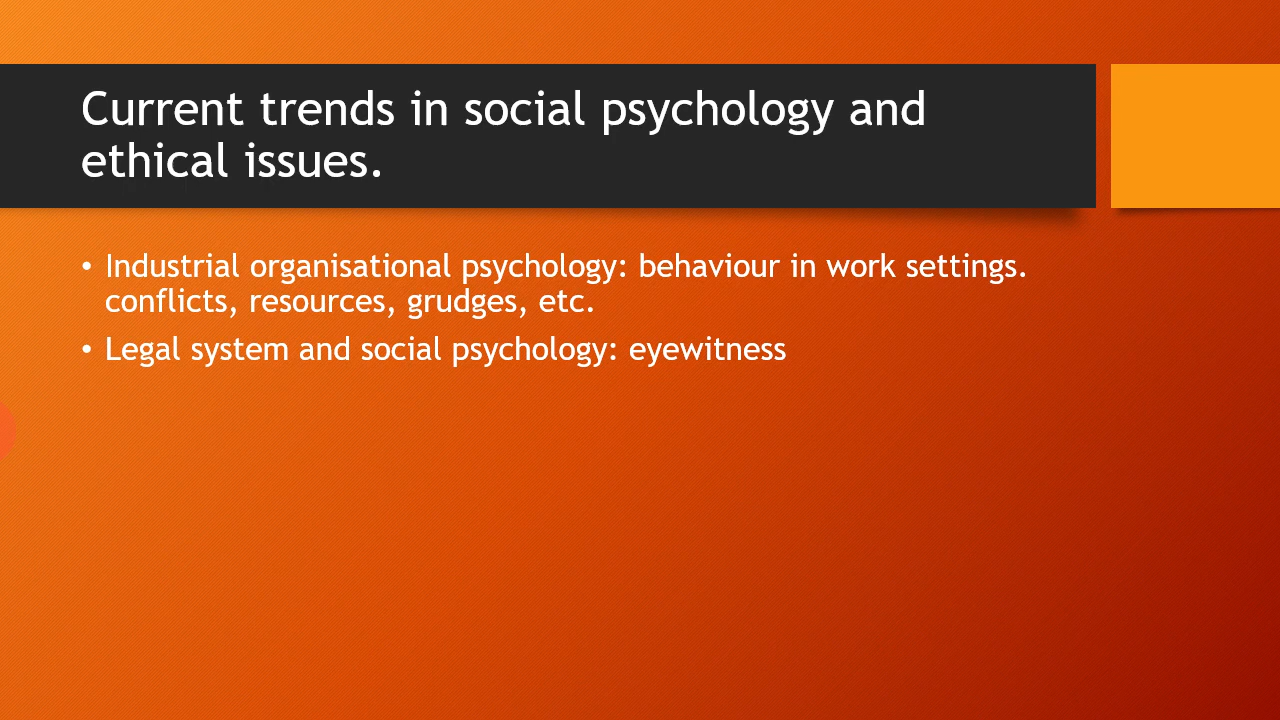 Current trends in social psychology and
ethical issues.
• Industrial organisational psychology: behaviour in work settings.
conflicts, resources, grudges, etc.
• Legal system and social psychology: eyewitness